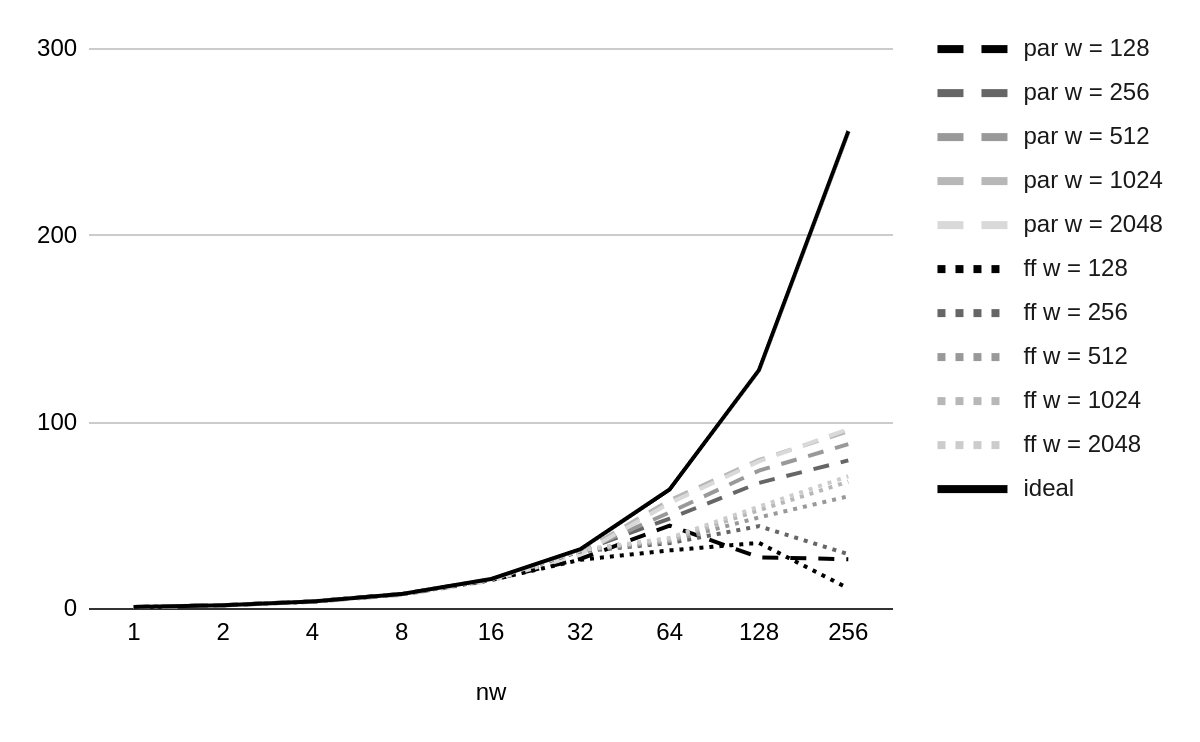 300
200
100
0
1 2 4 8 16 32 64 128 256
nw
par w = 128
par w = 256
par w = 512
par w = 1024
par w = 2048
ff w = 128
ff w = 256
ff w = 512
ff w = 1024
ff w = 2048
ideal